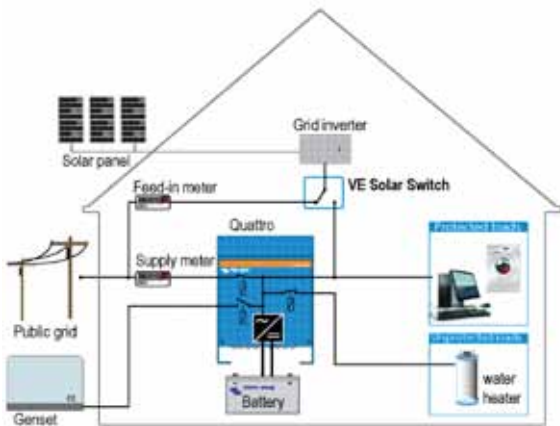 Grid inverter
Solar panel
VE Solar Switch
Feed-in meter
Quattro
Protected loads
Supply meter
Public grid
Unprotected loads
water
heater
Battery
Genset